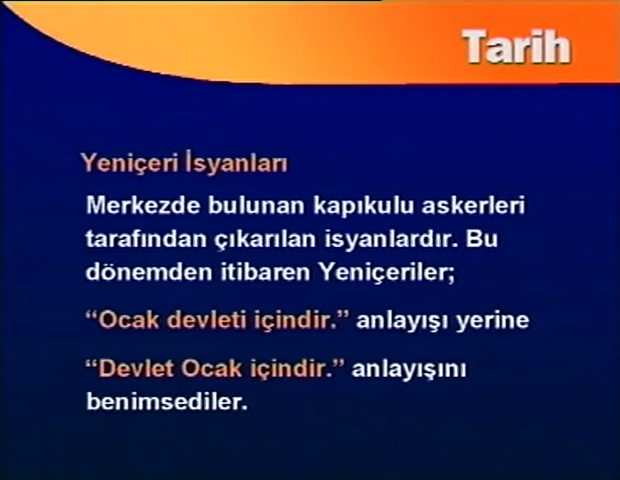 Tarih
Yeniçeri İsyanları
Merkezde bulunan kapıkulu askerleri
tarafından çıkarılan isyanlardır. Bu
dönemden itibaren Yeniçeriler;
“Ocak devleti içindir.” anlayışı yerine
“Devlet Ocak içindir.” anlayışını
benimsediler.